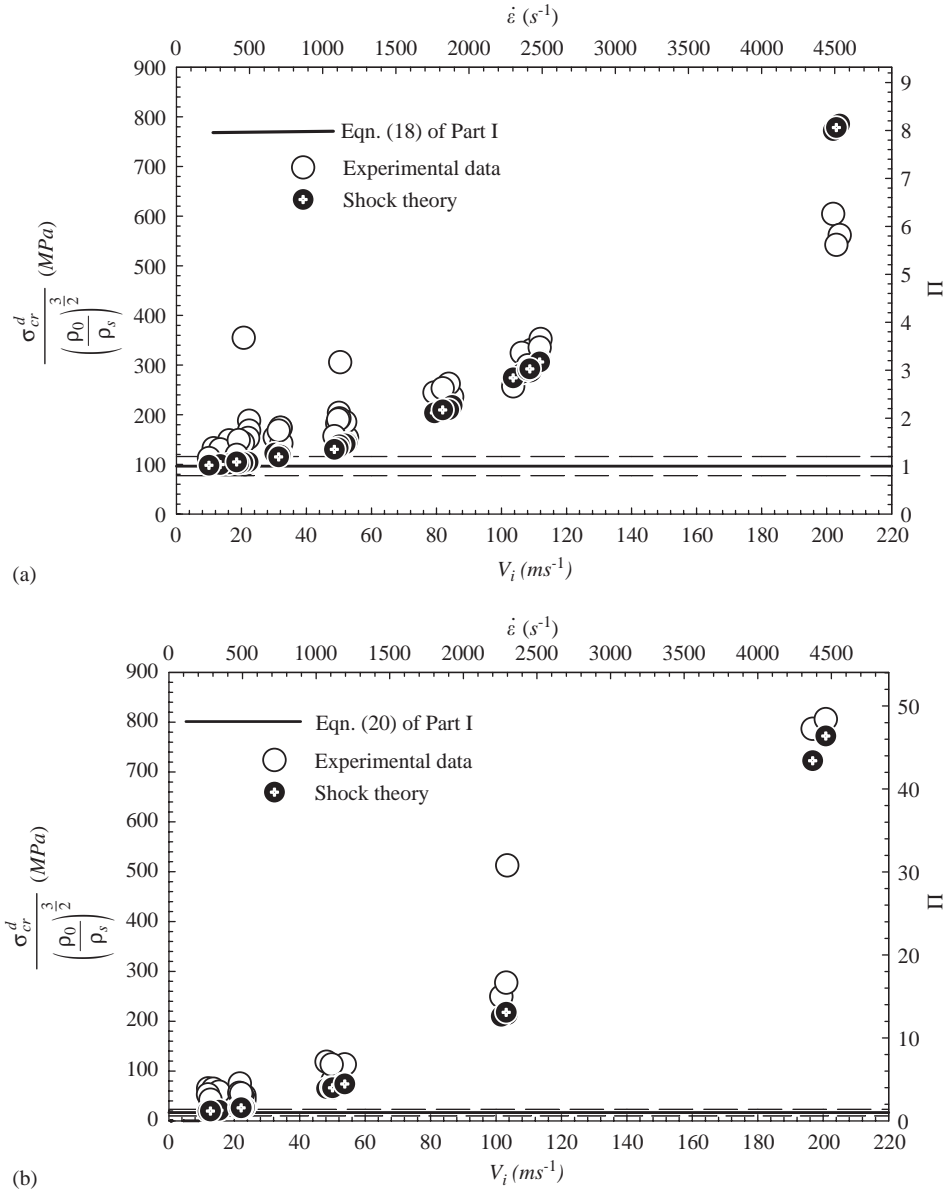 ε̇ (s⁻¹)
0 500 1000 1500 2000 2500 3000 3500 4000 4500
900
800
700
600
500
400
300
200
100
0
σᵈcr / (ρ0 / ρs)^3/2 (MPa)
Eqn. (18) of Part I
Experimental data
Shock theory
9
8
7
6
5
4
3
2
1
0
Π
0 20 40 60 80 100 120 140 160 180 200 220
Vi (ms⁻¹)
(a)
ε̇ (s⁻¹)
0 500 1000 1500 2000 2500 3000 3500 4000 4500
900
800
700
600
500
400
300
200
100
0
σᵈcr / (ρ0 / ρs)^3/2 (MPa)
Eqn. (20) of Part I
Experimental data
Shock theory
50
40
30
20
10
0
Π
0 20 40 60 80 100 120 140 160 180 200 220
Vi (ms⁻¹)
(b)